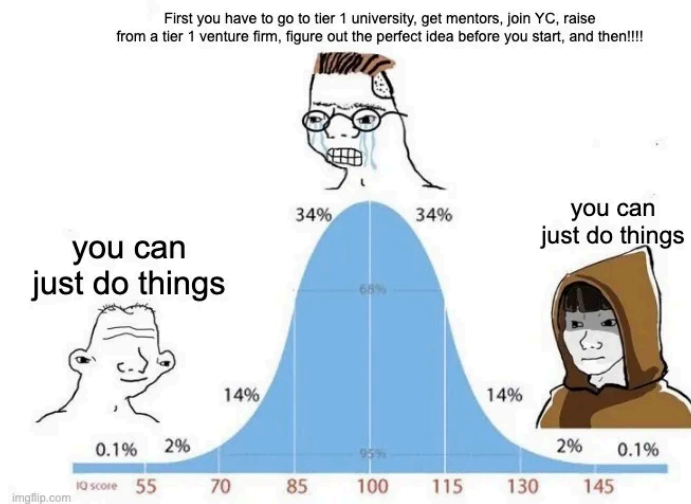 First you have to go to tier 1 university, get mentors, join YC, raise
from a tier 1 venture firm, figure out the perfect idea before you start, and then!!!!
34%
34%
you can
just do things
you can
just do things
68%
14%
14%
95%
0.1%
2%
2%
0.1%
IQ score
55
70
85
100
115
130
145
imgflip.com